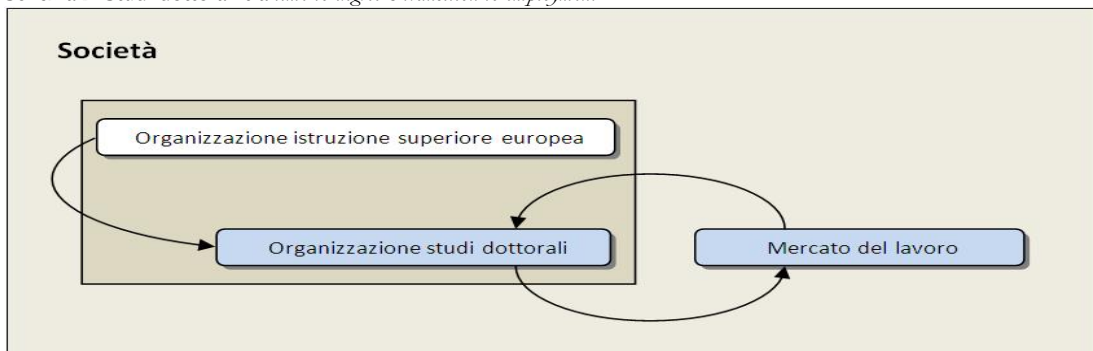 Società
Organizzazione istruzione superiore europea
Organizzazione studi dottorali
Mercato del lavoro